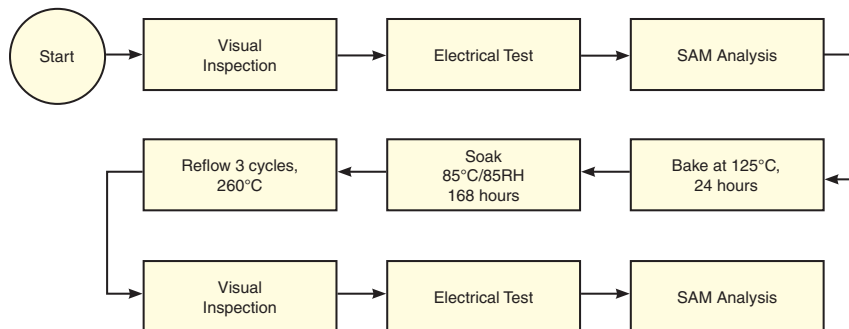 Start
Visual
Inspection
Electrical Test
SAM Analysis
Bake at 125°C,
24 hours
Soak
85°C/85RH
168 hours
Reflow 3 cycles,
260°C
Visual
Inspection
Electrical Test
SAM Analysis